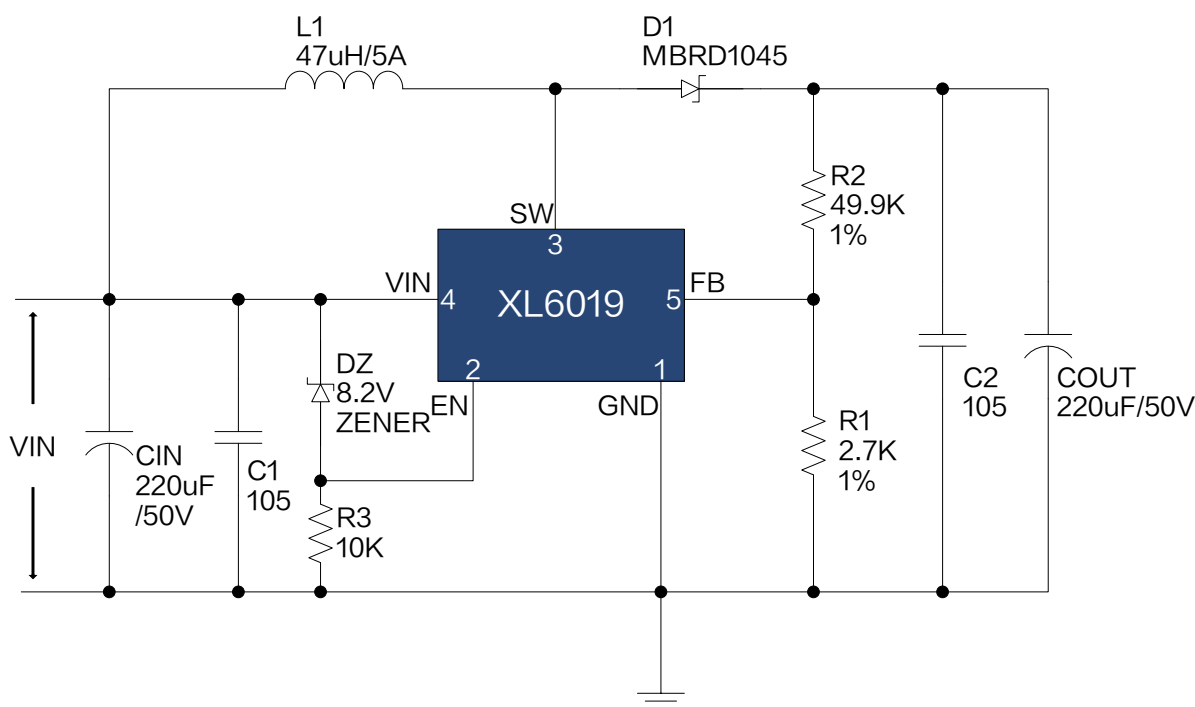 L1
47uH/5A
D1
MBRD1045
R2
49.9K
1%
SW
3
VIN
4
XL6019
5
FB
2
1
EN
GND
DZ
8.2V
ZENER
C2
105
COUT
220uF/50V
VIN
CIN
220uF
/50V
C1
105
R1
2.7K
1%
R3
10K